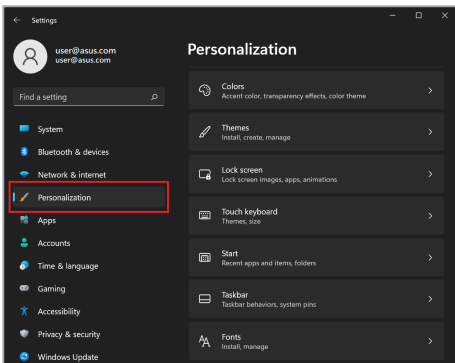 Settings
user@asus.com
user@asus.com
Find a setting
System
Bluetooth & devices
Network & internet
Personalization
Apps
Accounts
Time & language
Gaming
Accessibility
Privacy & security
Windows Update
Personalization
Colors
Accent color, transparency effects, color theme
Themes
Install, create, manage
Lock screen
Lock screen images, apps, animations
Touch keyboard
Themes, size
Start
Recent apps and items, folders
Taskbar
Taskbar behaviors, system pins
Fonts
Install, manage